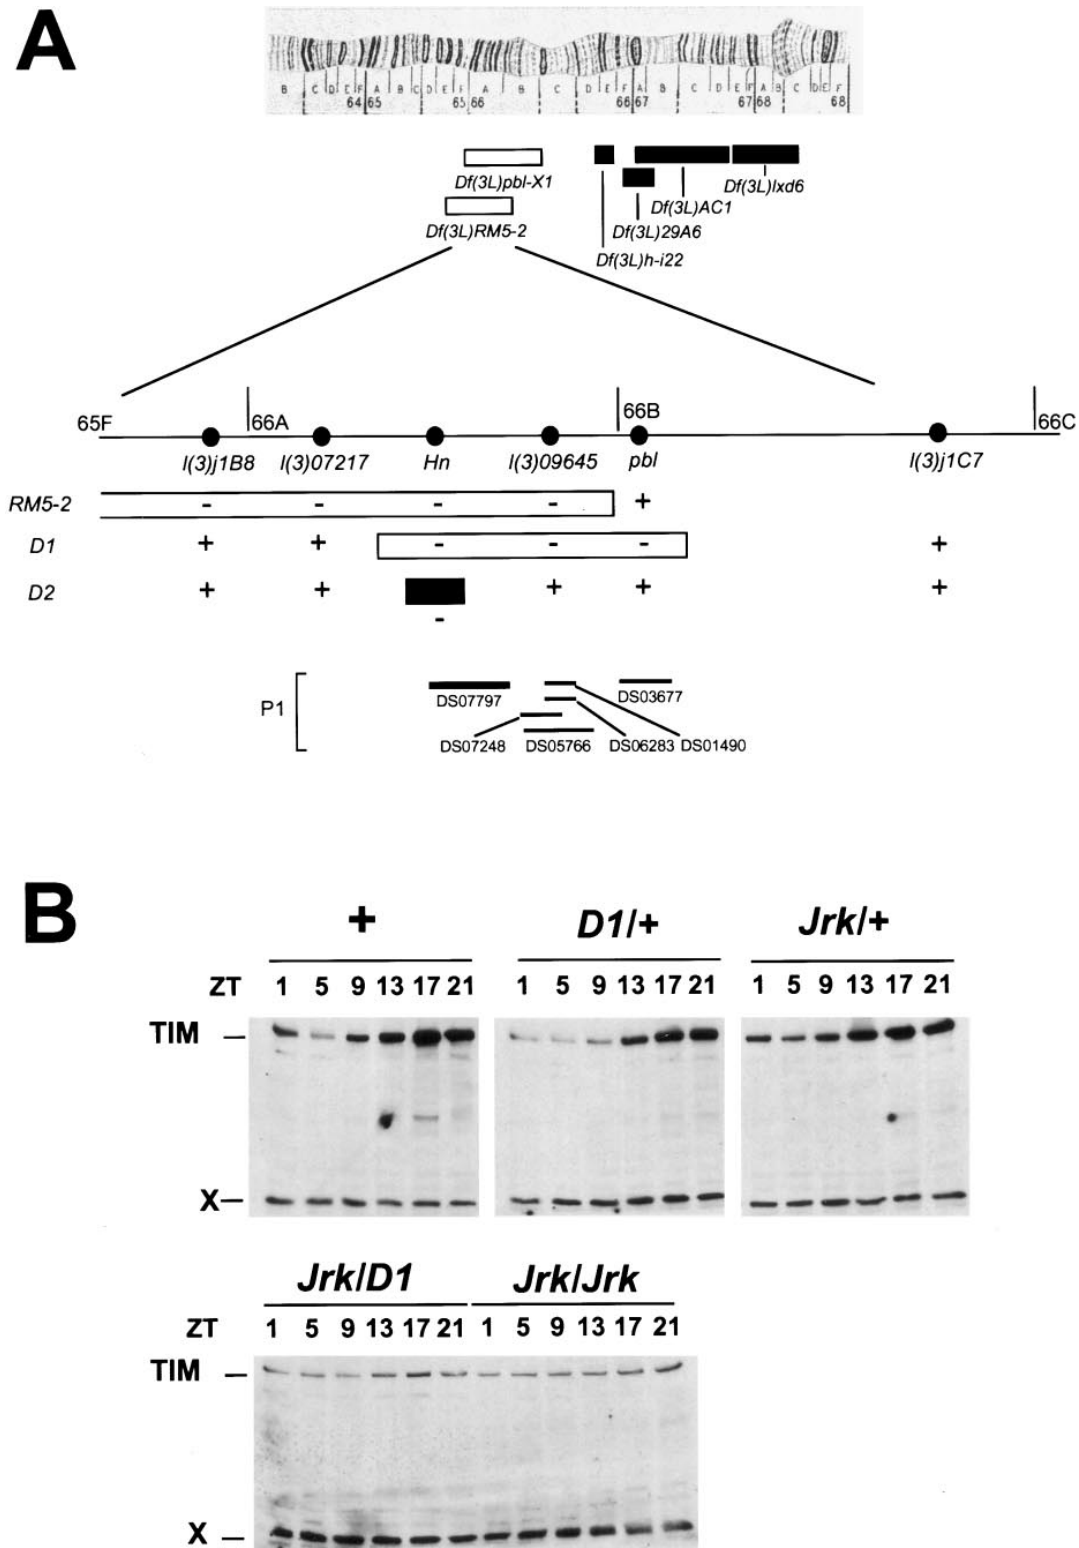 A
B C D E F A B C D E F A B C D E F A B C D E F A B C D E F
64 65 65 66 66 67 67 68 68
Df(3L)pbl-X1
Df(3L)lxd6
Df(3L)AC1
Df(3L)RM5-2
Df(3L)29A6
Df(3L)h-i22
65F 66A 66B 66C
l(3)j1B8 l(3)07217 Hn l(3)09645 pbl l(3)j1C7
RM5-2 - - - - +
D1 + + - - - +
D2 + + + + +
-
P1
DS07797 DS03677
DS07248 DS05766 DS06283 DS01490
B
+ D1/+ Jrk/+
ZT 1 5 9 13 17 21 1 5 9 13 17 21 1 5 9 13 17 21
TIM
X
Jrk/D1 Jrk/Jrk
ZT 1 5 9 13 17 21 1 5 9 13 17 21
TIM
X